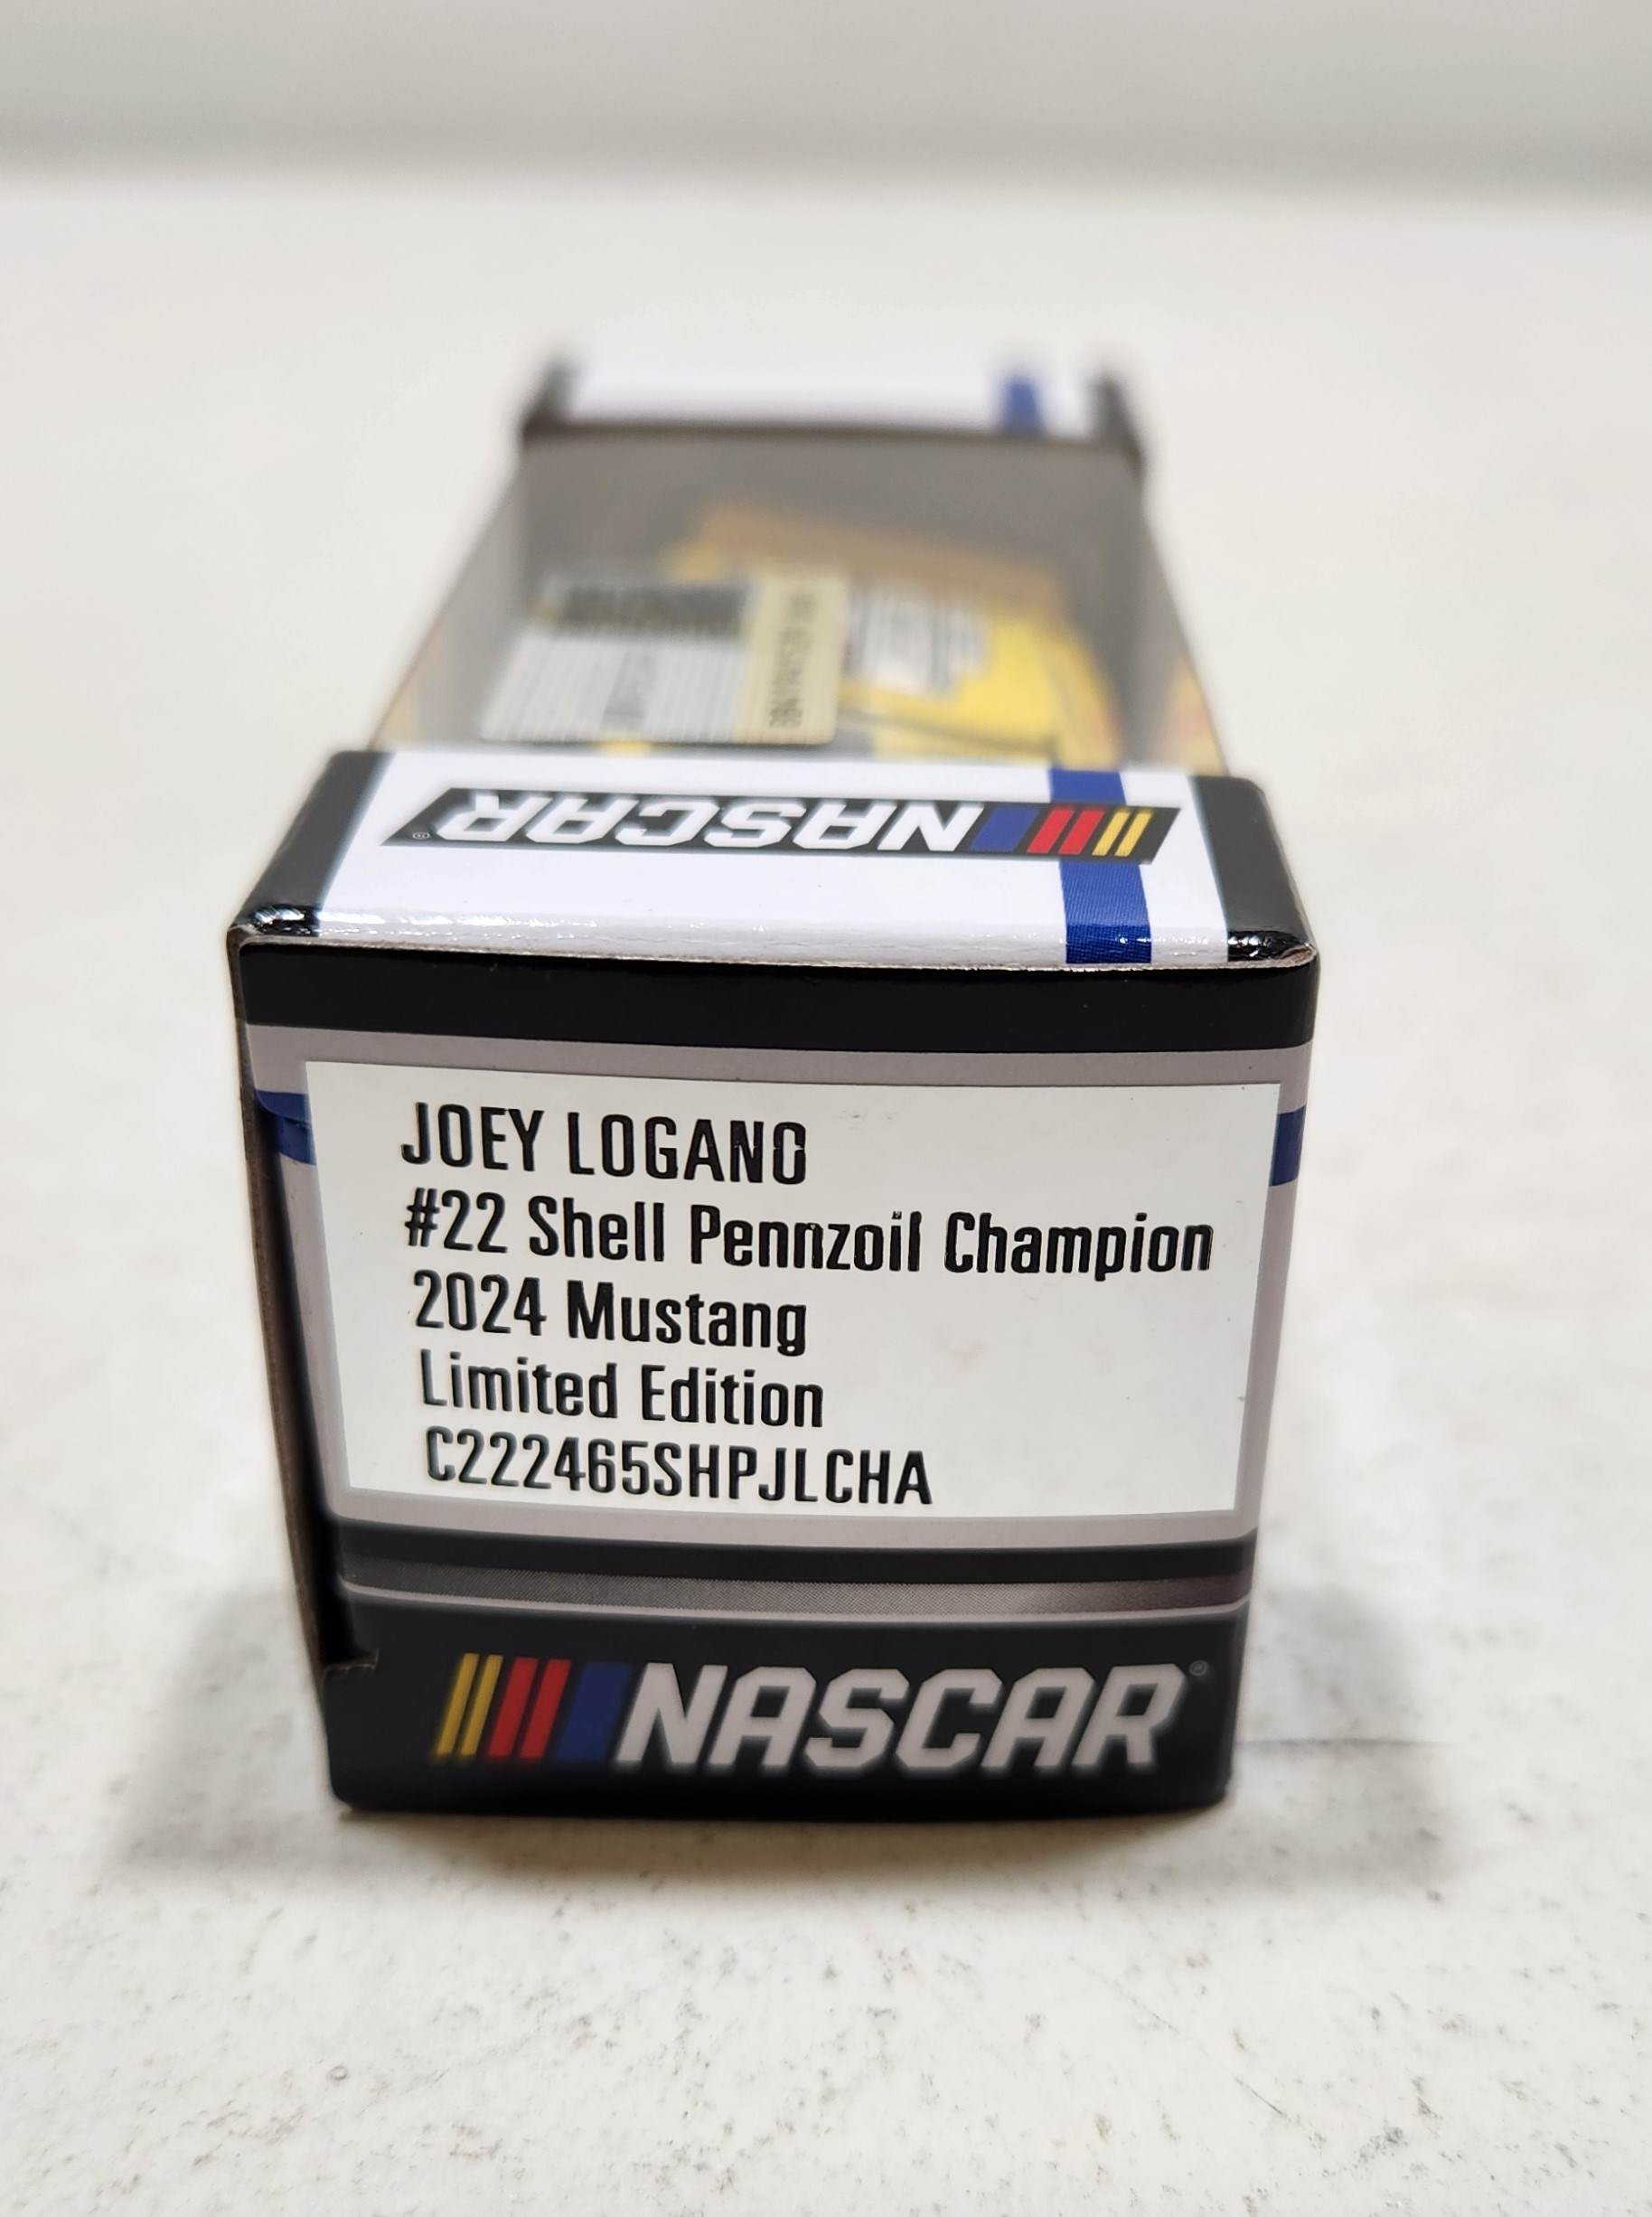 NASCAR
JOEY LOGANO
#22 Shell Pennzoil Champion
2024 Mustang
Limited Edition
C222465SHPJLCHA
NASCAR®